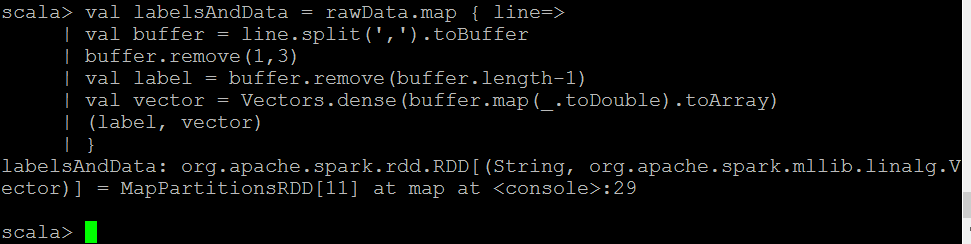 scala> val labelsAndData = rawData.map { line=>
     | val buffer = line.split(',').toBuffer
     | buffer.remove(1,3)
     | val label = buffer.remove(buffer.length-1)
     | val vector = Vectors.dense(buffer.map(_.toDouble).toArray)
     | (label, vector)
     | }
labelsAndData: org.apache.spark.rdd.RDD[(String, org.apache.spark.mllib.linalg.V
ector)] = MapPartitionsRDD[11] at map at <console>:29
scala>